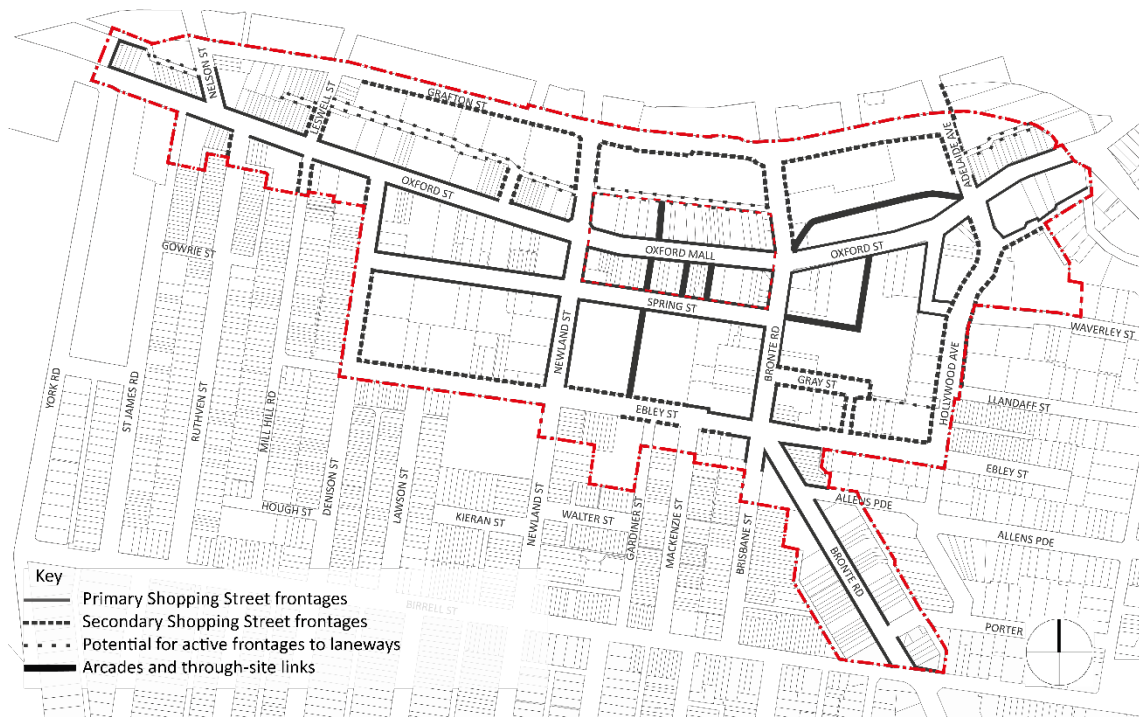 NELSON ST
LESWELL ST
GRAFTON ST
ADELAIDE AVE
OXFORD ST
OXFORD MALL
OXFORD ST
GOWRIE ST
SPRING ST
NEWLAND ST
BRONTE RD
HOLLYWOOD AVE
WAVERLEY ST
YORK RD
ST JAMES RD
RUTHVEN ST
MILL HILL RD
GRAY ST
LLANDAFF ST
EBLEY ST
EBLEY ST
DENISON ST
LAWSON ST
NEWLAND ST
HOUGH ST
KIERAN ST
WALTER ST
GARDINER ST
MACKENZIE ST
BRISBANE ST
ALLENS PDE
ALLENS PDE
BRONTE RD
BIRRELL ST
PORTER
Key
Primary Shopping Street frontages
Secondary Shopping Street frontages
Potential for active frontages to laneways
Arcades and through-site links